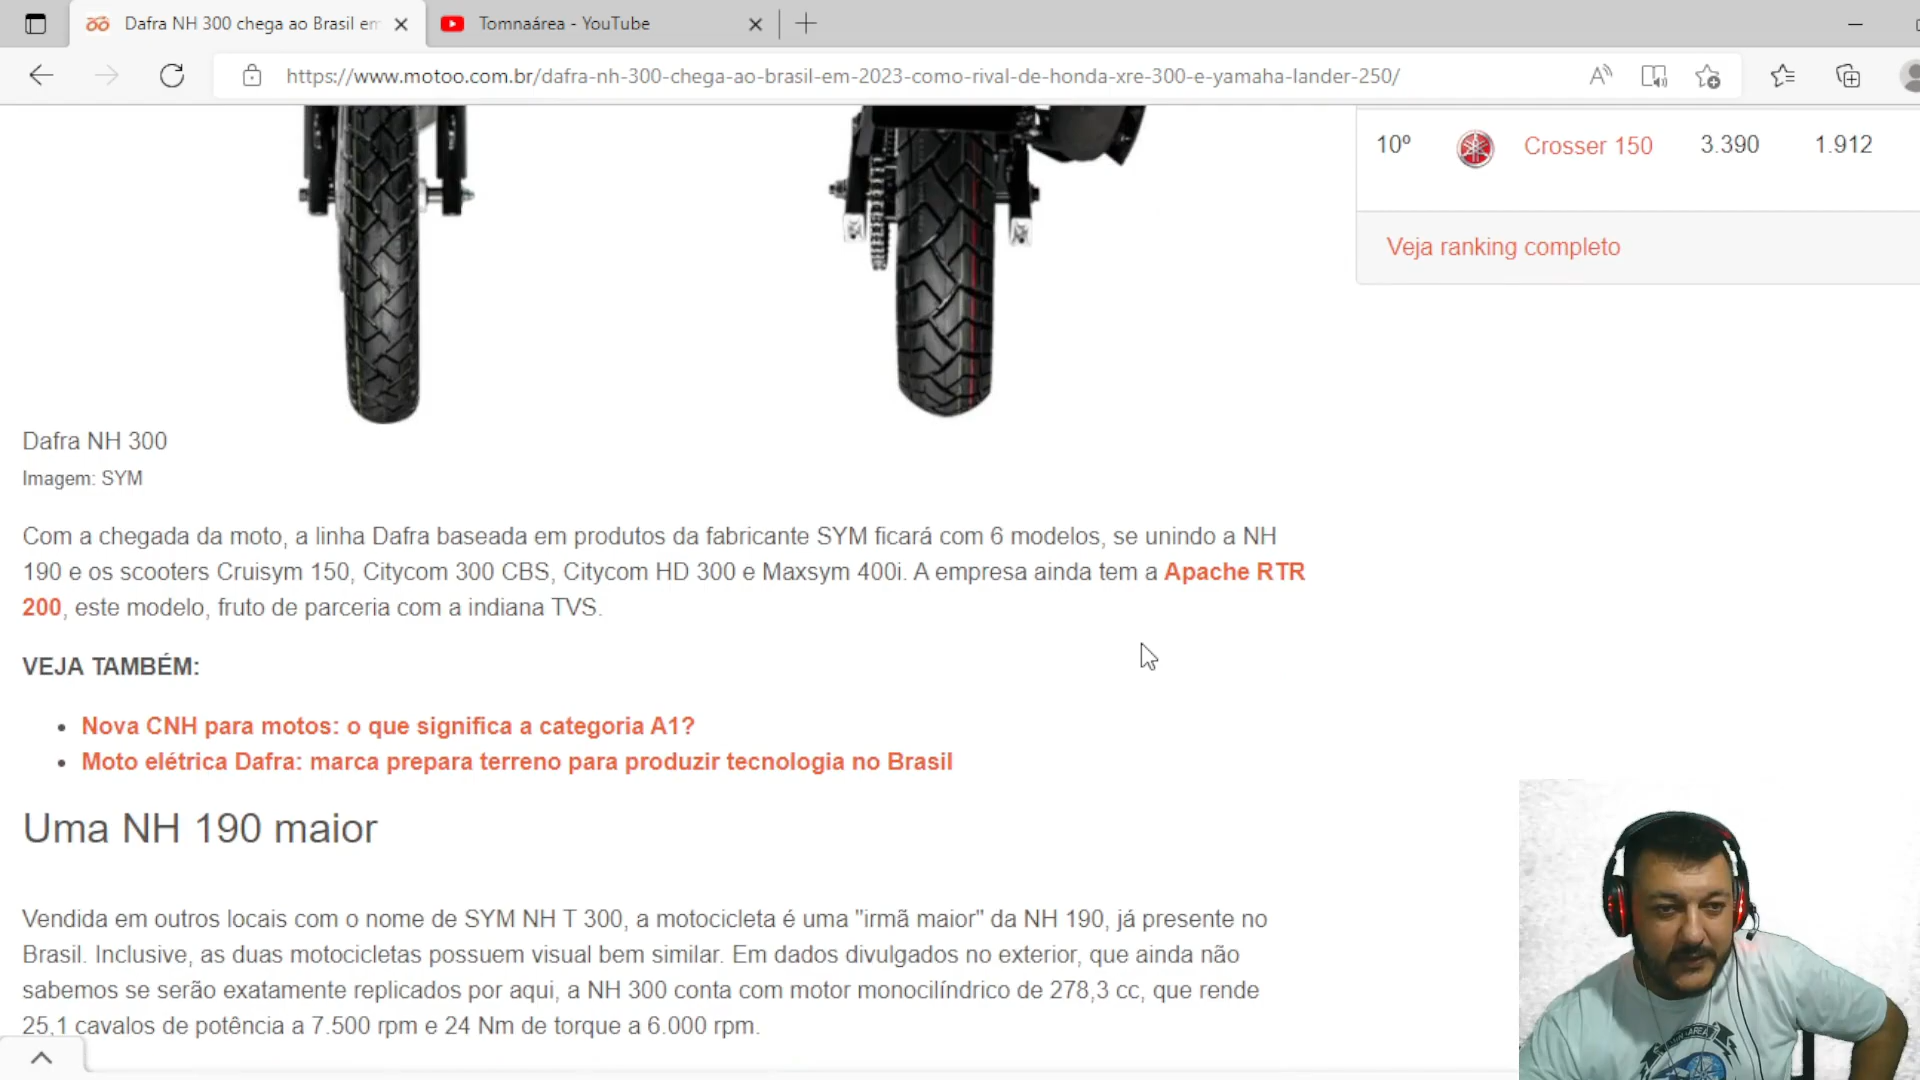 Dafra NH 300 chega ao Brasil em
Tomnaárea - YouTube
https://www.motoo.com.br/dafra-nh-300-chega-ao-brasil-em-2023-como-rival-de-honda-xre-300-e-yamaha-lander-250/
10º Crosser 150 3.390 1.912
Veja ranking completo
Dafra NH 300
Imagem: SYM
Com a chegada da moto, a linha Dafra baseada em produtos da fabricante SYM ficará com 6 modelos, se unindo a NH
190 e os scooters Cruisym 150, Citycom 300 CBS, Citycom HD 300 e Maxsym 400i. A empresa ainda tem a Apache RTR
200, este modelo, fruto de parceria com a indiana TVS.
VEJA TAMBÉM:
• Nova CNH para motos: o que significa a categoria A1?
• Moto elétrica Dafra: marca prepara terreno para produzir tecnologia no Brasil
Uma NH 190 maior
Vendida em outros locais com o nome de SYM NH T 300, a motocicleta é uma "irmã maior" da NH 190, já presente no
Brasil. Inclusive, as duas motocicletas possuem visual bem similar. Em dados divulgados no exterior, que ainda não
sabemos se serão exatamente replicados por aqui, a NH 300 conta com motor monocilíndrico de 278,3 cc, que rende
25,1 cavalos de potência a 7.500 rpm e 24 Nm de torque a 6.000 rpm.